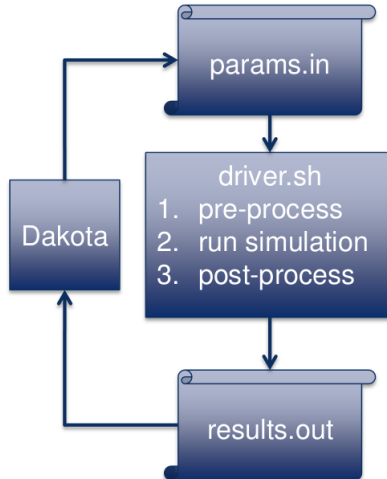 params.in
driver.sh
1. pre-process
2. run simulation
3. post-process
Dakota
results.out